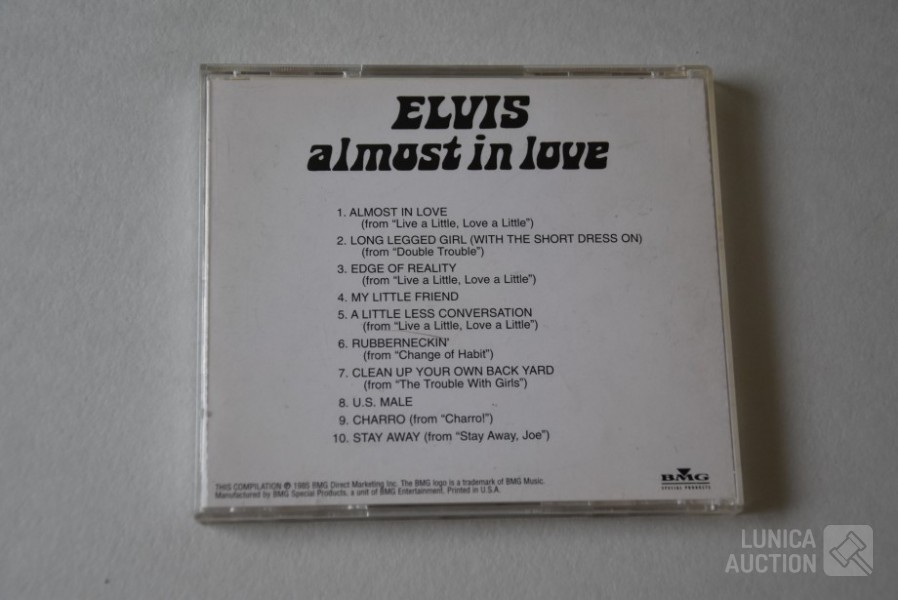 ELVIS
almost in love
1. ALMOST IN LOVE
(from "Live a Little, Love a Little")
2. LONG LEGGED GIRL (WITH THE SHORT DRESS ON)
(from "Double Trouble")
3. EDGE OF REALITY
(from "Live a Little, Love a Little")
4. MY LITTLE FRIEND
5. A LITTLE LESS CONVERSATION
(from "Live a Little, Love a Little")
6. RUBBERNECKIN'
(from "Change of Habit")
7. CLEAN UP YOUR OWN BACK YARD
(from "The Trouble With Girls")
8. U.S. MALE
9. CHARRO (from "Charro!")
10. STAY AWAY (from "Stay Away, Joe")
THIS COMPILATION ℗ 1995 BMG Direct Marketing Inc. The BMG logo is a trademark of BMG Music.
Manufactured by BMG Special Products, a unit of BMG Entertainment, Printed in U.S.A.
BMG
SPECIAL PRODUCTS
LUNICA
AUCTION